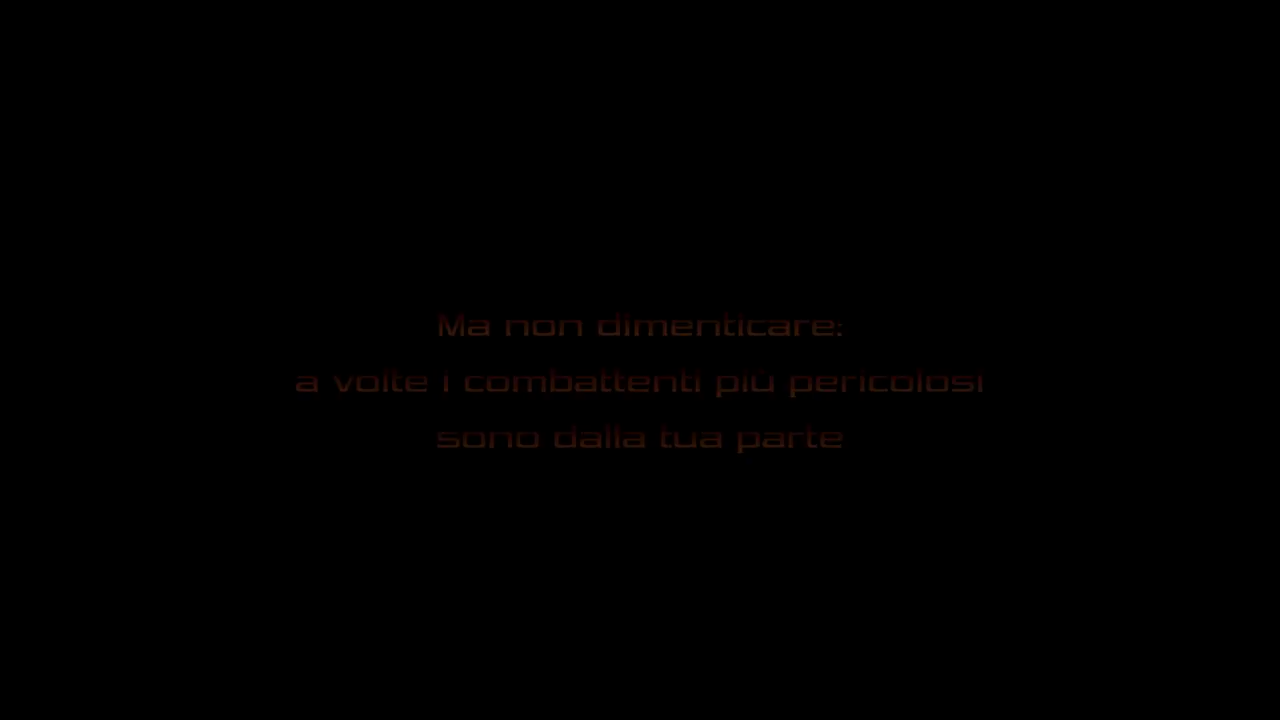 Ma non dimenticare:
a volte i combattenti più pericolosi
sono dalla tua parte